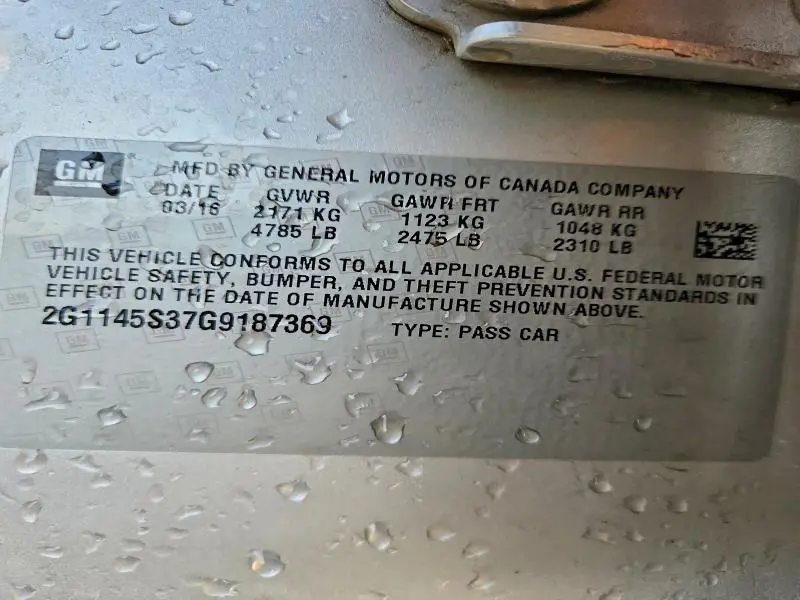 GM
MFD BY GENERAL MOTORS OF CANADA COMPANY
DATE GVWR GAWR FRT GAWR RR
03/16 2171 KG 1123 KG 1048 KG
4785 LB 2475 LB 2310 LB
THIS VEHICLE CONFORMS TO ALL APPLICABLE U.S. FEDERAL MOTOR
VEHICLE SAFETY, BUMPER, AND THEFT PREVENTION STANDARDS IN
EFFECT ON THE DATE OF MANUFACTURE SHOWN ABOVE.
2G1145S37G9187369 TYPE: PASS CAR